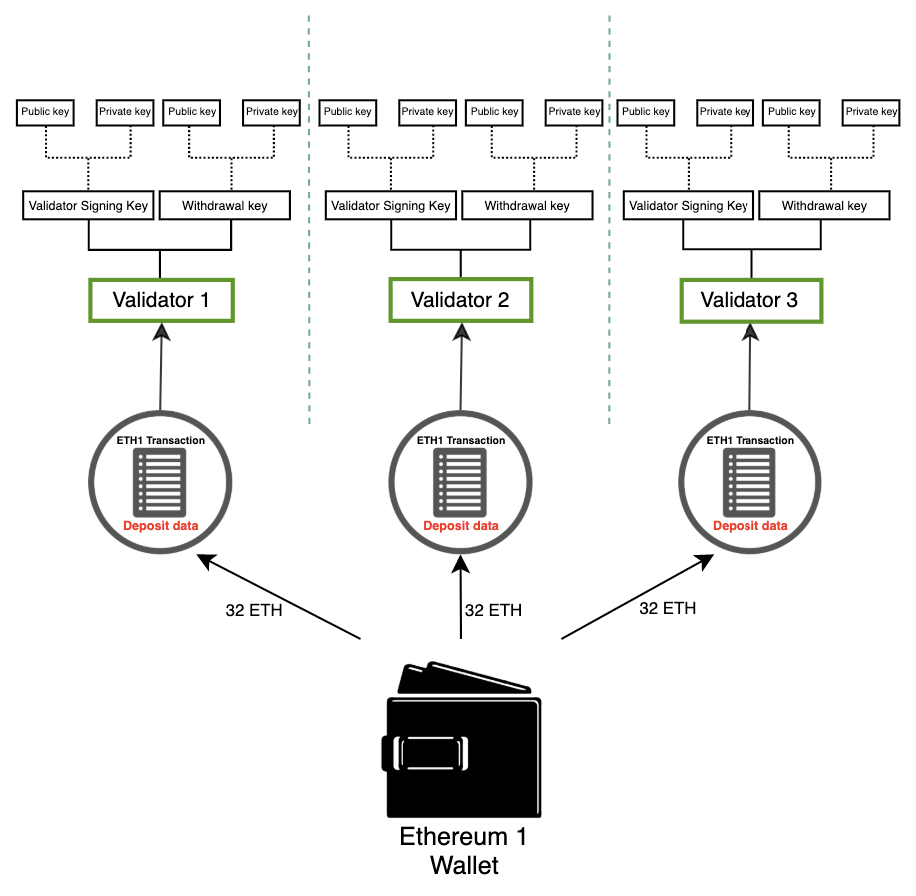 Public key Private key Public key Private key Public key Private key Public key Private key Public key Private key Public key Private key
Validator Signing Key Withdrawal key Validator Signing Key Withdrawal key Validator Signing Key Withdrawal key
Validator 1 Validator 2 Validator 3
ETH1 Transaction ETH1 Transaction ETH1 Transaction
Deposit data Deposit data Deposit data
32 ETH 32 ETH 32 ETH
Ethereum 1
Wallet